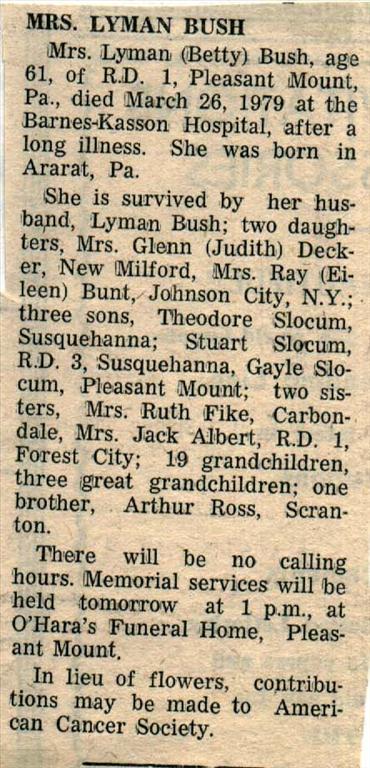 MRS. LYMAN BUSH
Mrs. Lyman (Betty) Bush, age
61, of R.D. 1, Pleasant Mount,
Pa., died March 26, 1979 at the
Barnes-Kasson Hospital, after a
long illness. She was born in
Ararat, Pa.
She is survived by her hus-
band, Lyman Bush; two daugh-
ters, Mrs. Glenn (Judith) Deck-
er, New Milford, Mrs. Ray (Ei-
leen) Bunt, Johnson City, N.Y.;
three sons, Theodore Slocum,
Susquehanna; Stuart Slocum,
R.D. 3, Susquehanna, Gayle Slo-
cum, Pleasant Mount; two sis-
ters, Mrs. Ruth Fike, Carbon-
dale, Mrs. Jack Albert, R.D. 1,
Forest City; 19 grandchildren,
three great grandchildren; one
brother, Arthur Ross, Scran-
ton.
There will be no calling
hours. Memorial services will be
held tomorrow at 1 p.m., at
O'Hara's Funeral Home, Pleas-
ant Mount.
In lieu of flowers, contribu-
tions may be made to Ameri-
can Cancer Society.